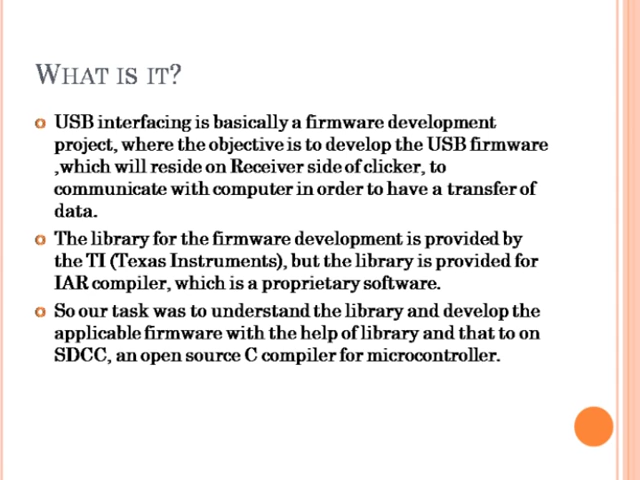 WHAT IS IT?
USB interfacing is basically a firmware development
project, where the objective is to develop the USB firmware
,which will reside on Receiver side of clicker, to
communicate with computer in order to have a transfer of
data.
The library for the firmware development is provided by
the TI (Texas Instruments), but the library is provided for
IAR compiler, which is a proprietary software.
So our task was to understand the library and develop the
applicable firmware with the help of library and that to on
SDCC, an open source C compiler for microcontroller.